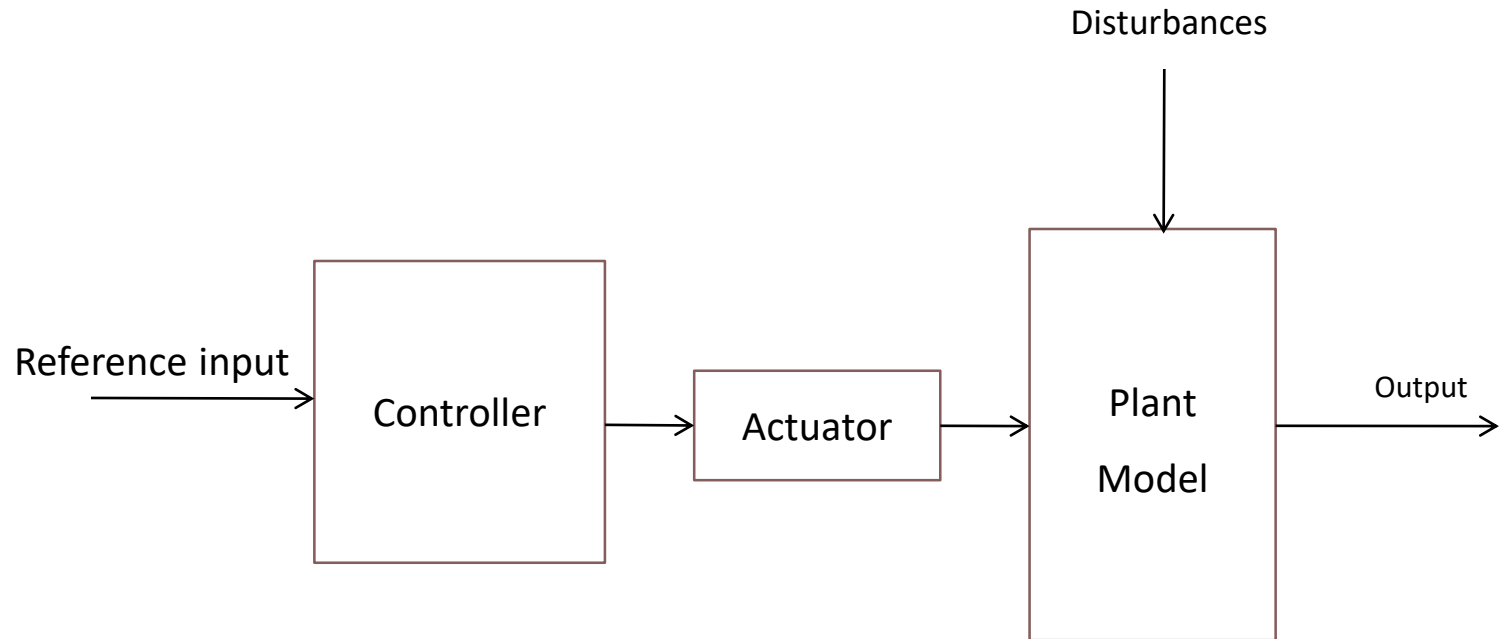 Disturbances
Reference input
Controller
Actuator
Plant
Model
Output